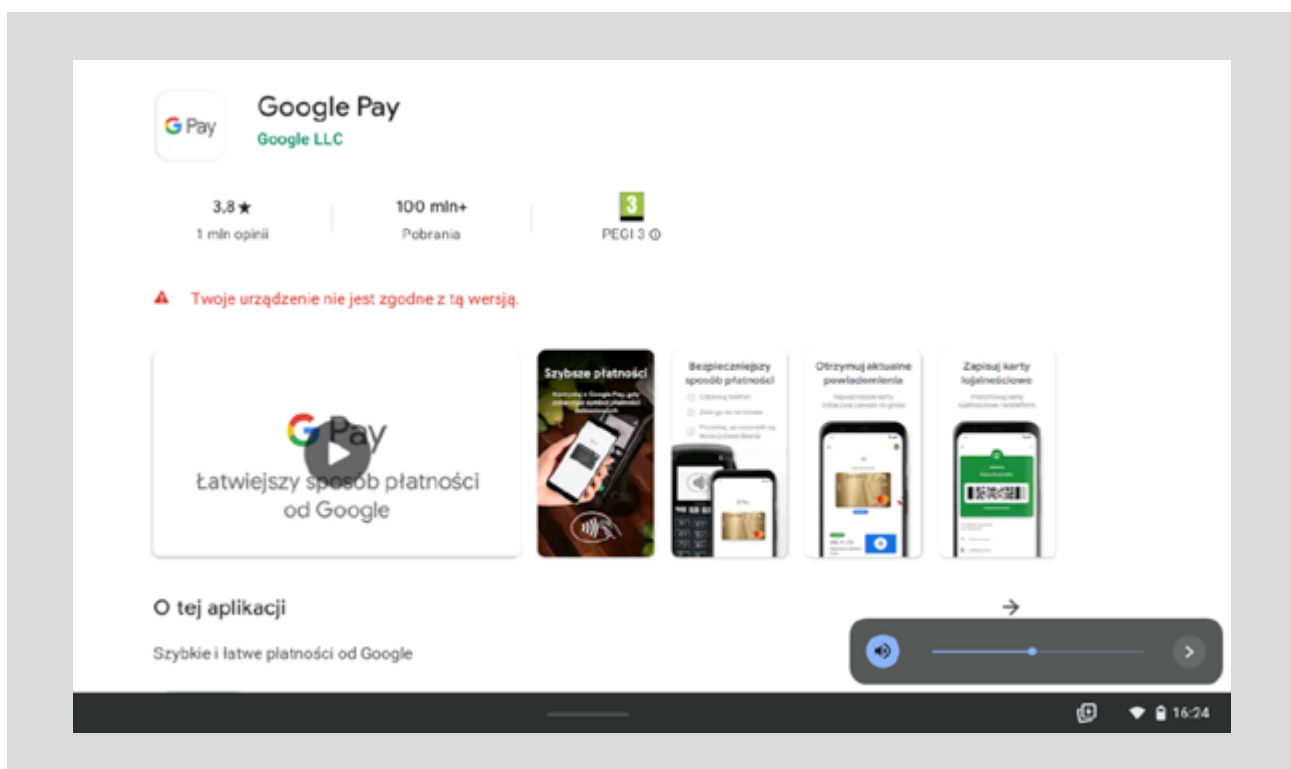 G Pay
Google Pay
Google LLC
3,8★
1 mln opinii
100 mln+
Pobrania
3
PEGI 3
Twoje urządzenie nie jest zgodne z tą wersją.
G Pay
Łatwiejszy sposób płatności
od Google
Szybsze płatności
Bezpieczniejszy
sposób płatności
Otrzymuj aktualne
powiadomienia
Zapisuj karty
lojalnościowe
O tej aplikacji
Szybkie i łatwe płatności od Google
16:24